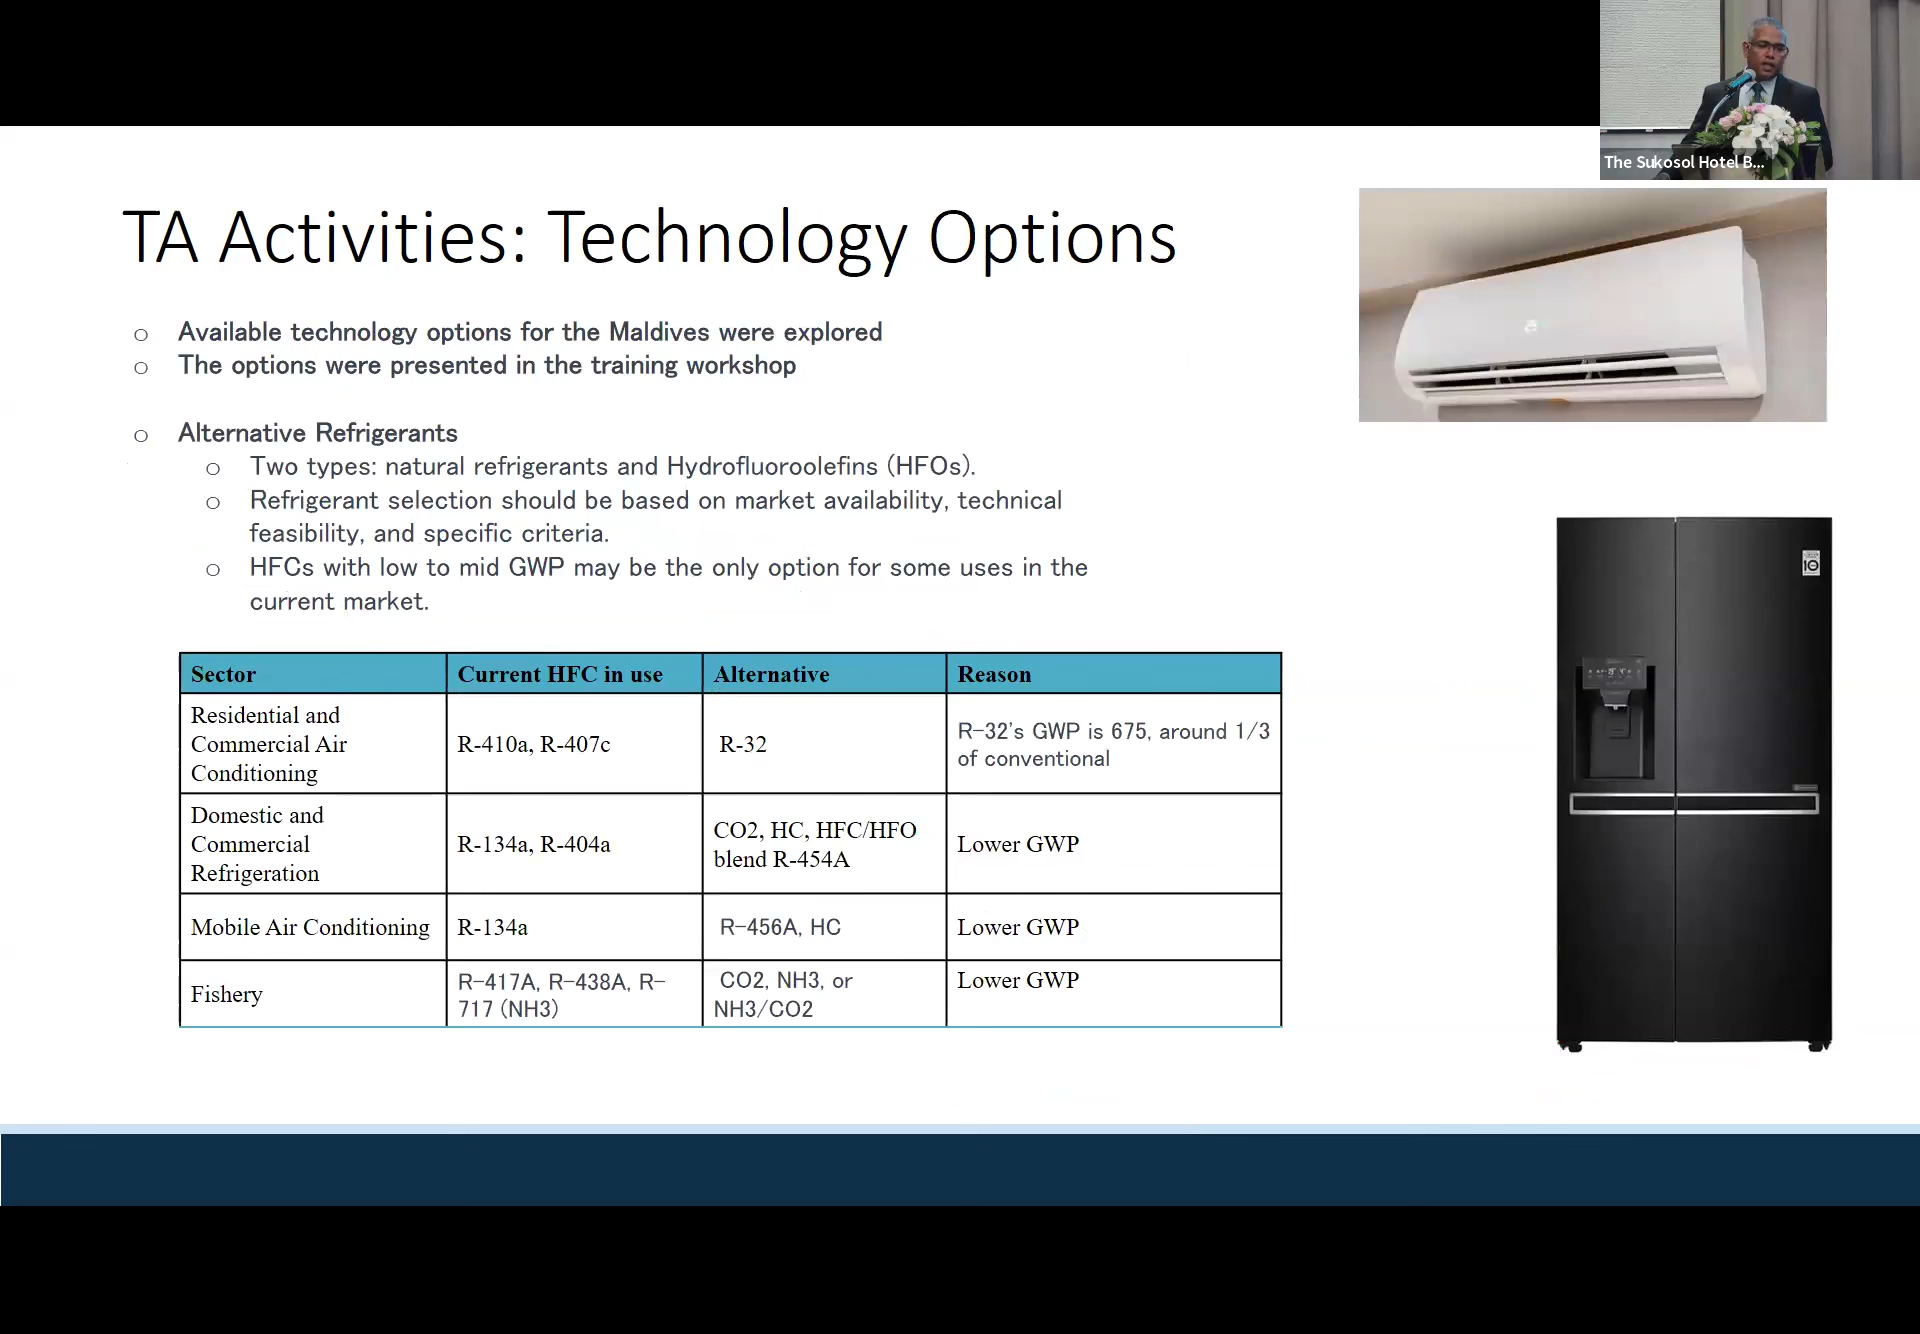 The Sukosol Hotel B...
TA Activities: Technology Options
Available technology options for the Maldives were explored
The options were presented in the training workshop
Alternative Refrigerants
Two types: natural refrigerants and Hydrofluoroolefins (HFOs).
Refrigerant selection should be based on market availability, technical
feasibility, and specific criteria.
HFCs with low to mid GWP may be the only option for some uses in the
current market.
Sector Current HFC in use Alternative Reason
Residential and
Commercial Air
Conditioning
R-410a, R-407c
R-32
R-32's GWP is 675, around 1/3
of conventional
Domestic and
Commercial
Refrigeration
R-134a, R-404a
CO2, HC, HFC/HFO
blend R-454A
Lower GWP
Mobile Air Conditioning R-134a R-456A, HC Lower GWP
Fishery
R-417A, R-438A, R-
717 (NH3)
CO2, NH3, or
NH3/CO2
Lower GWP
10